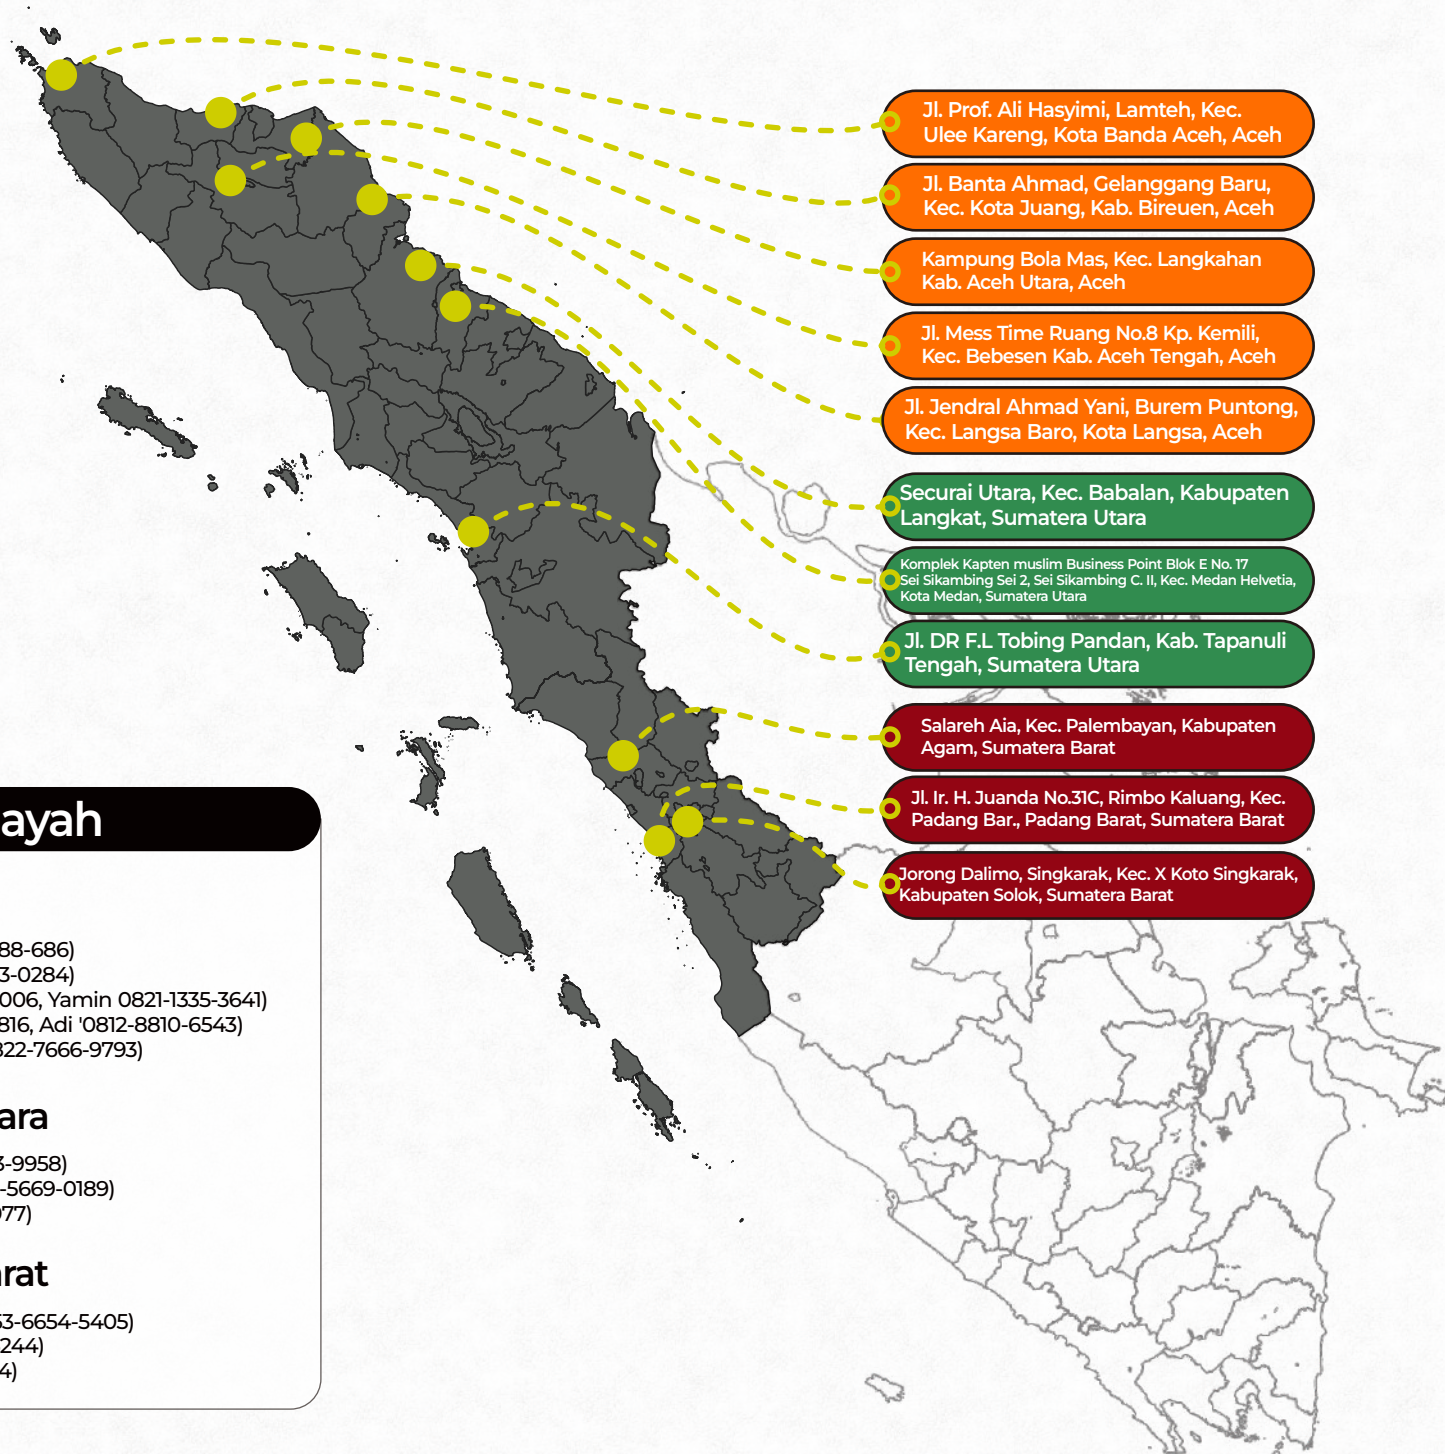 Jl. Prof. Ali Hasyimi, Lamteh, Kec.
Ulee Kareng, Kota Banda Aceh, Aceh
Jl. Banta Ahmad, Gelanggang Baru,
Kec. Kota Juang, Kab. Bireuen, Aceh
Kampung Bola Mas, Kec. Langkahan
Kab. Aceh Utara, Aceh
Jl. Mess Time Ruang No.8 Kp. Kemili,
Kec. Bebesen Kab. Aceh Tengah, Aceh
Jl. Jendral Ahmad Yani, Burem Puntong,
Kec. Langsa Baro, Kota Langsa, Aceh
Securai Utara, Kec. Babalan, Kabupaten
Langkat, Sumatera Utara
Komplek Kapten muslim Business Point Blok E No. 17
Sei Sikambing Sei 2, Sei Sikambing C. II, Kec. Medan Helvetia,
Kota Medan, Sumatera Utara
Jl. DR F.L Tobing Pandan, Kab. Tapanuli
Tengah, Sumatera Utara
Salareh Aia, Kec. Palembayan, Kabupaten
Agam, Sumatera Barat
Jl. Ir. H. Juanda No.31C, Rimbo Kaluang, Kec.
Padang Bar., Padang Barat, Sumatera Barat
Jorong Dalimo, Singkarak, Kec. X Koto Singkarak,
Kabupaten Solok, Sumatera Barat
ayah
88-686)
3-0284)
006, Yamin 0821-1335-3641)
816, Adi '0812-8810-6543)
822-7666-9793)
ara
3-9958)
-5669-0189)
077)
arat
53-6654-5405)
244)
4)